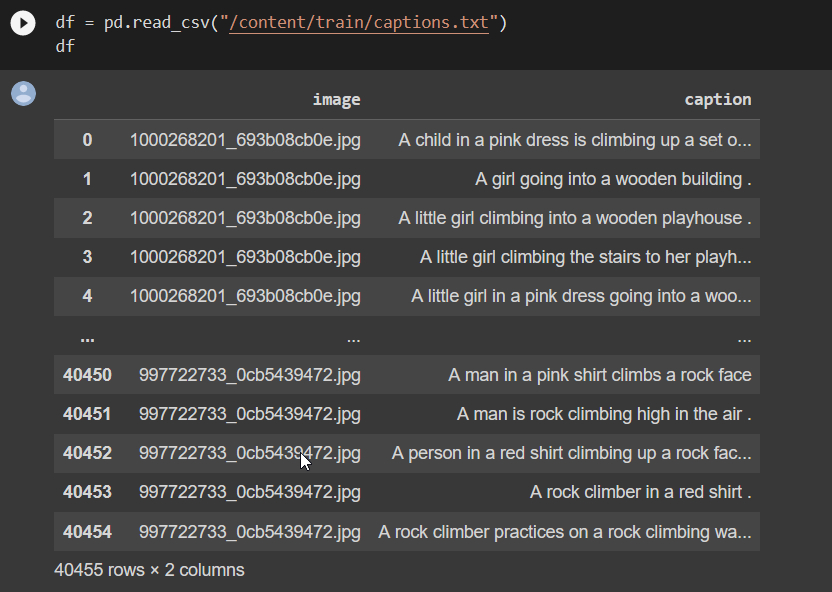 df = pd.read_csv("/content/train/captions.txt")
df
image caption
0 1000268201_693b08cb0e.jpg A child in a pink dress is climbing up a set o...
1 1000268201_693b08cb0e.jpg A girl going into a wooden building .
2 1000268201_693b08cb0e.jpg A little girl climbing into a wooden playhouse .
3 1000268201_693b08cb0e.jpg A little girl climbing the stairs to her playh...
4 1000268201_693b08cb0e.jpg A little girl in a pink dress going into a woo...
... ... ...
40450 997722733_0cb5439472.jpg A man in a pink shirt climbs a rock face
40451 997722733_0cb5439472.jpg A man is rock climbing high in the air .
40452 997722733_0cb5439472.jpg A person in a red shirt climbing up a rock fac...
40453 997722733_0cb5439472.jpg A rock climber in a red shirt .
40454 997722733_0cb5439472.jpg A rock climber practices on a rock climbing wa...
40455 rows × 2 columns